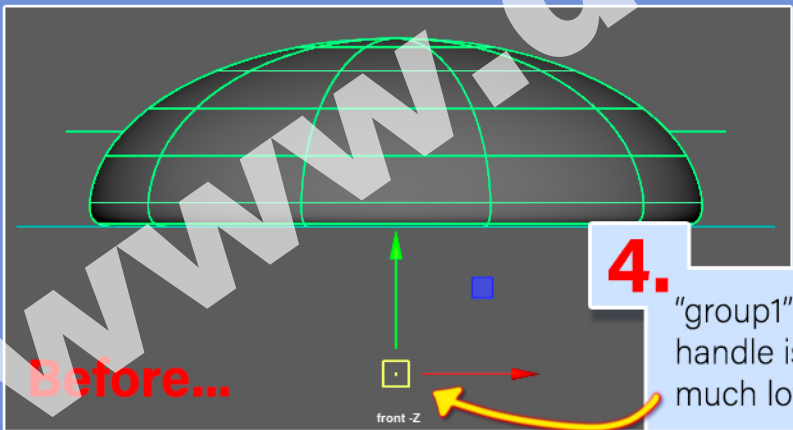 www.
4.
"group1"
handle is
much lo
Before...
front -Z